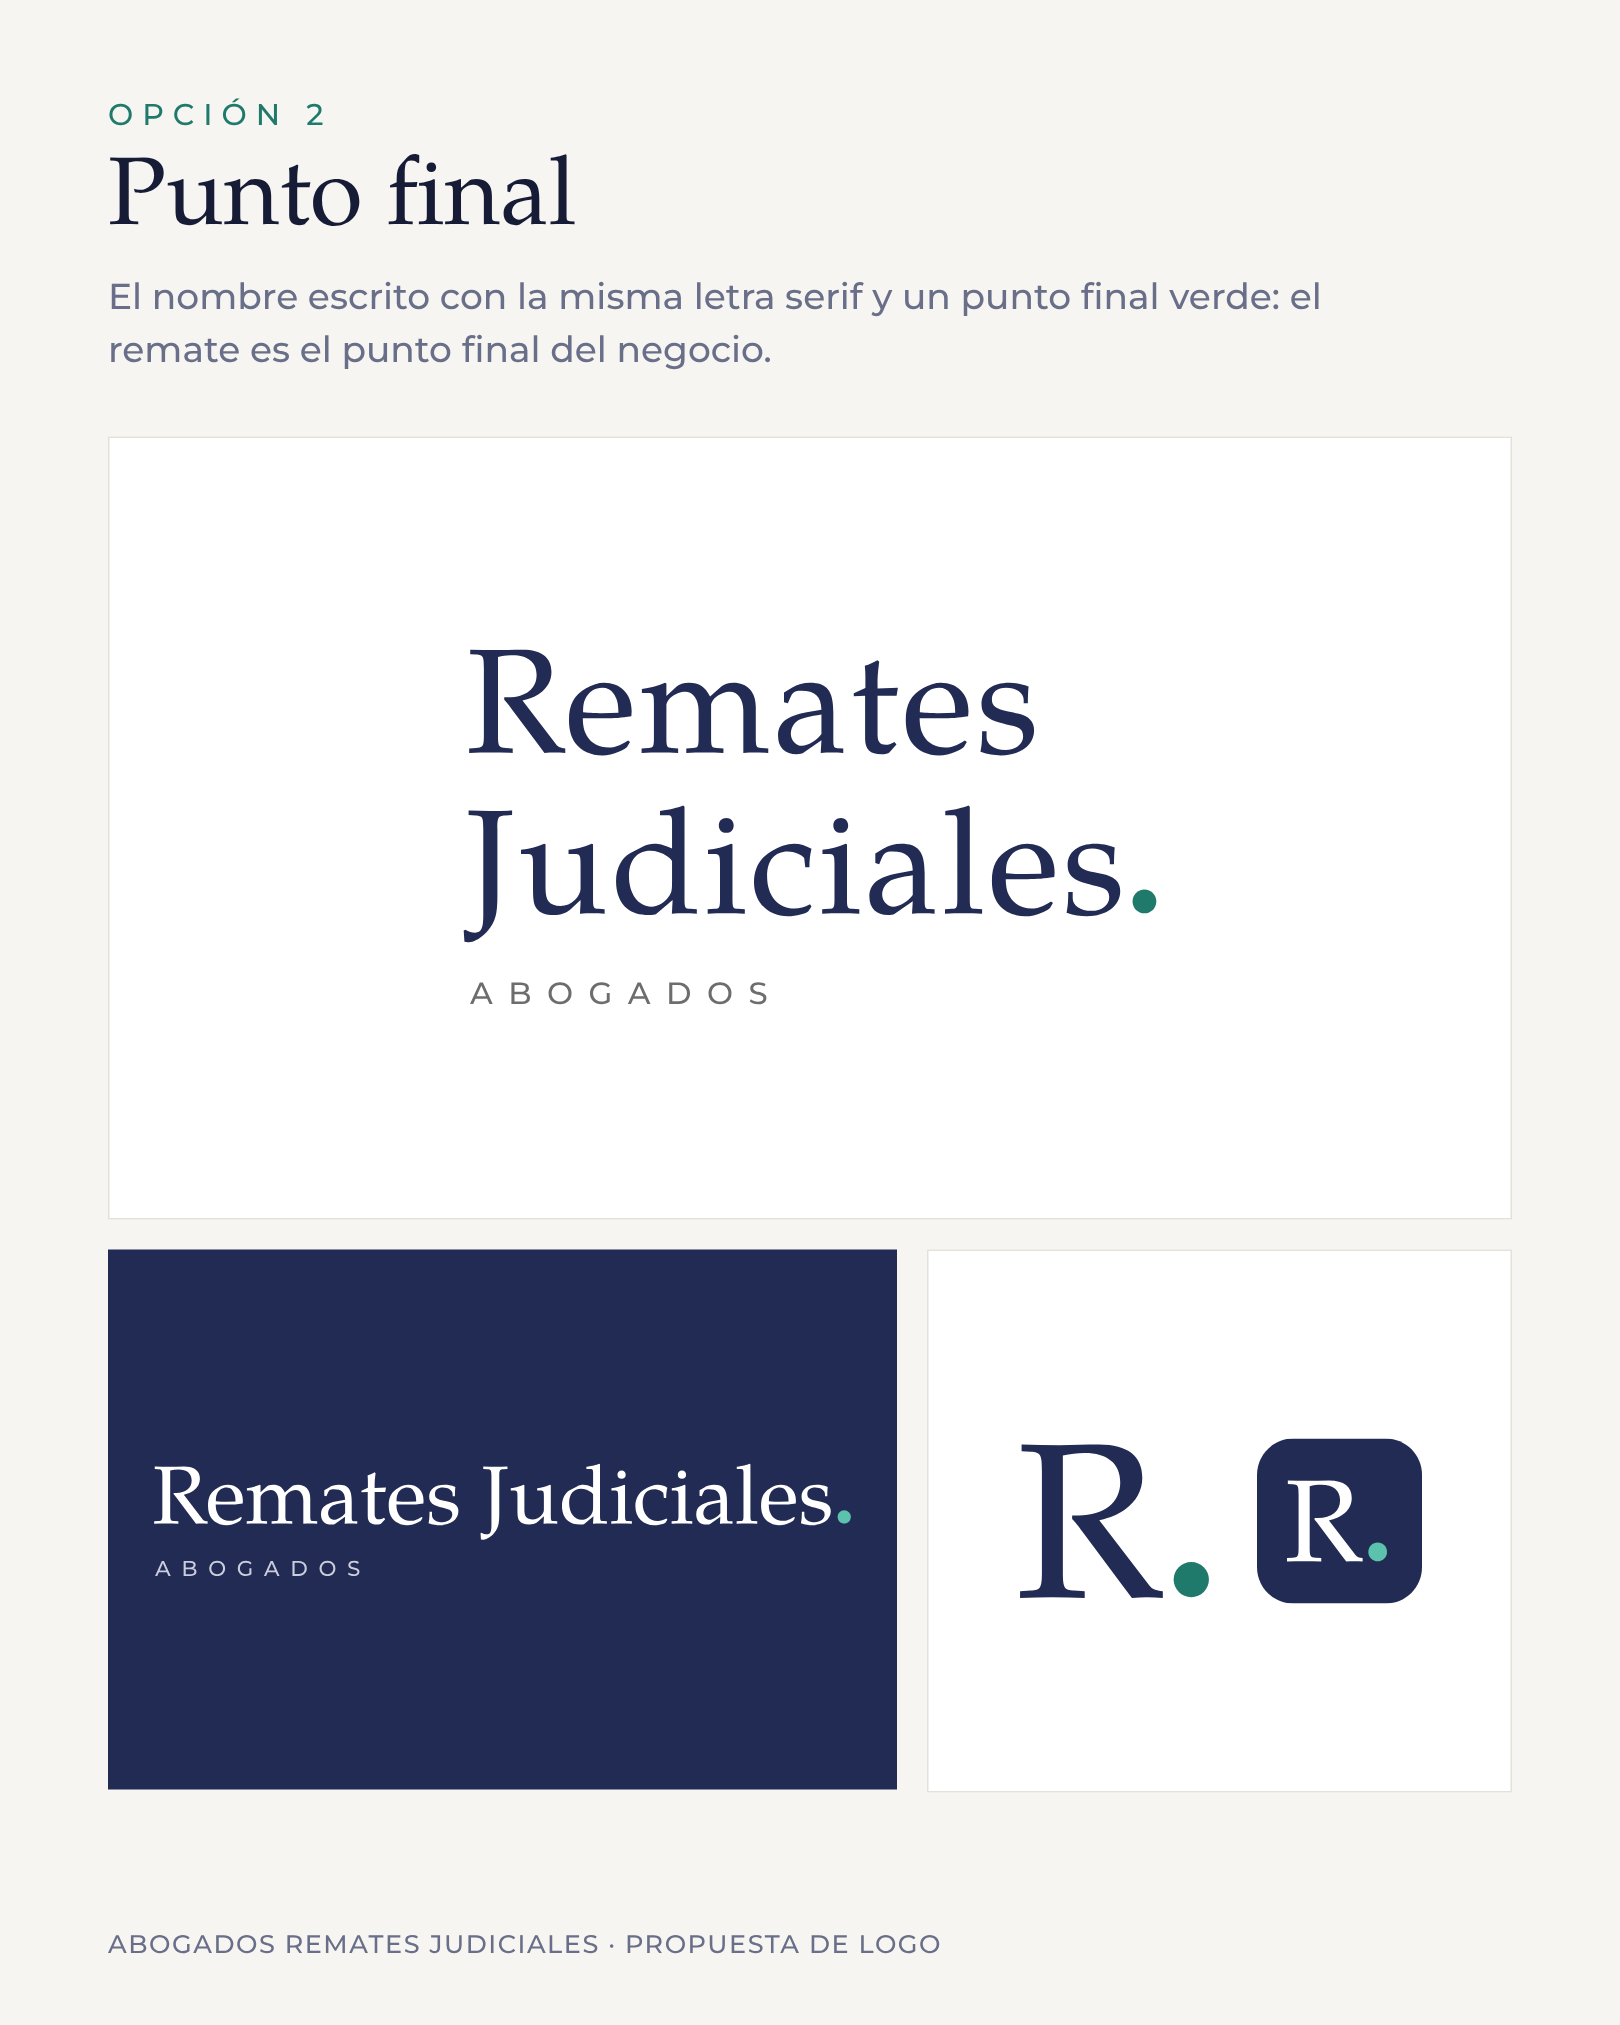 OPCIÓN 2
Punto final
El nombre escrito con la misma letra serif y un punto final verde: el
remate es el punto final del negocio.
Remates
Judiciales.
ABOGADOS
Remates Judiciales.
ABOGADOS
R.
R.
ABOGADOS REMATES JUDICIALES · PROPUESTA DE LOGO